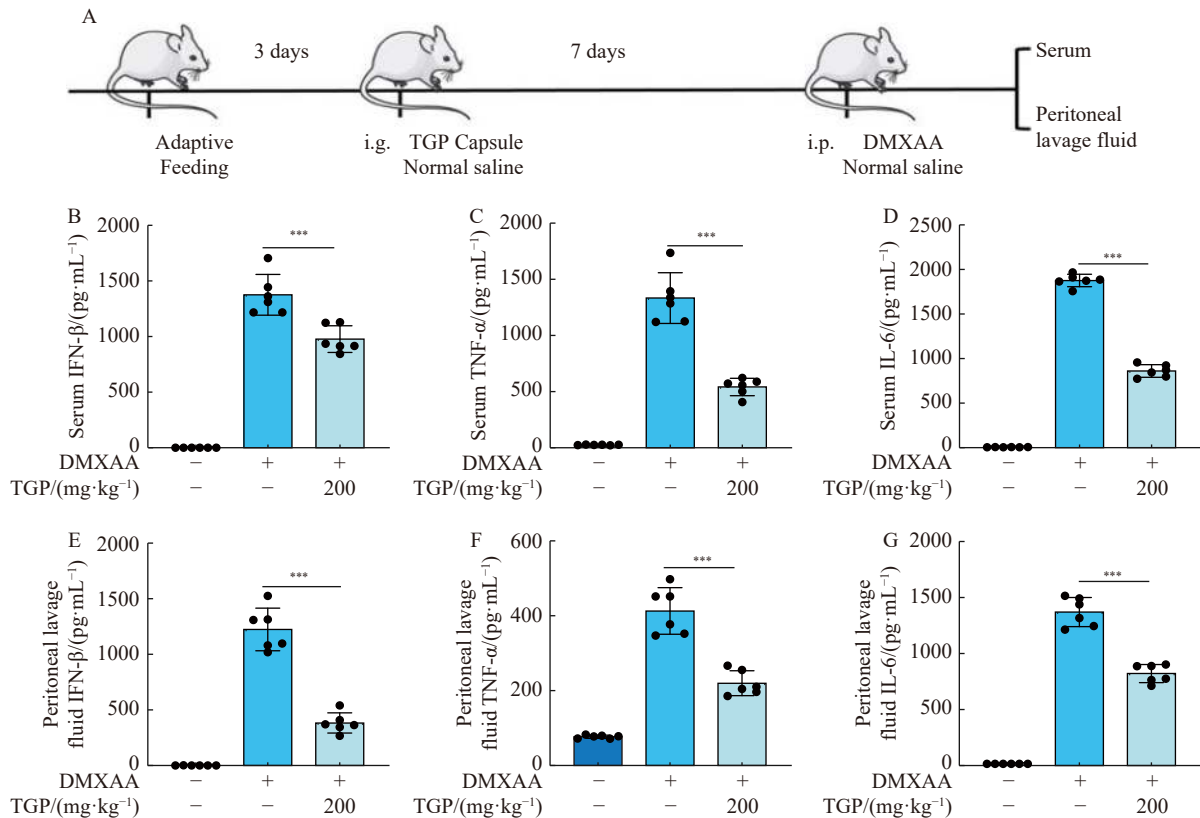 A
3 days
7 days
Serum
Peritoneal
lavage fluid
Adaptive
Feeding
i.g. TGP Capsule
Normal saline
i.p. DMXAA
Normal saline
B
Serum IFN-β/(pg·mL⁻¹)
2000
1500
1000
500
0
***
DMXAA − + +
TGP/(mg·kg⁻¹) − − 200
C
Serum TNF-α/(pg·mL⁻¹)
2000
1500
1000
500
0
***
DMXAA − + +
TGP/(mg·kg⁻¹) − − 200
D
Serum IL-6/(pg·mL⁻¹)
2500
2000
1500
1000
500
0
***
DMXAA − + +
TGP/(mg·kg⁻¹) − − 200
E
Peritoneal lavage
fluid IFN-β/(pg·mL⁻¹)
2000
1500
1000
500
0
***
DMXAA − + +
TGP/(mg·kg⁻¹) − − 200
F
Peritoneal lavage
fluid TNF-α/(pg·mL⁻¹)
600
400
200
0
***
DMXAA − + +
TGP/(mg·kg⁻¹) − − 200
G
Peritoneal lavage
fluid IL-6/(pg·mL⁻¹)
2000
1500
1000
500
0
***
DMXAA − + +
TGP/(mg·kg⁻¹) − − 200